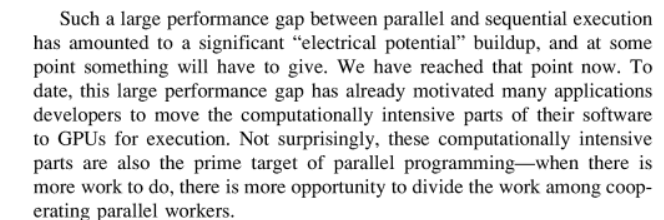 Such a large performance gap between parallel and sequential execution
has amounted to a significant “electrical potential” buildup, and at some
point something will have to give. We have reached that point now. To
date, this large performance gap has already motivated many applications
developers to move the computationally intensive parts of their software
to GPUs for execution. Not surprisingly, these computationally intensive
parts are also the prime target of parallel programming—when there is
more work to do, there is more opportunity to divide the work among coop-
erating parallel workers.